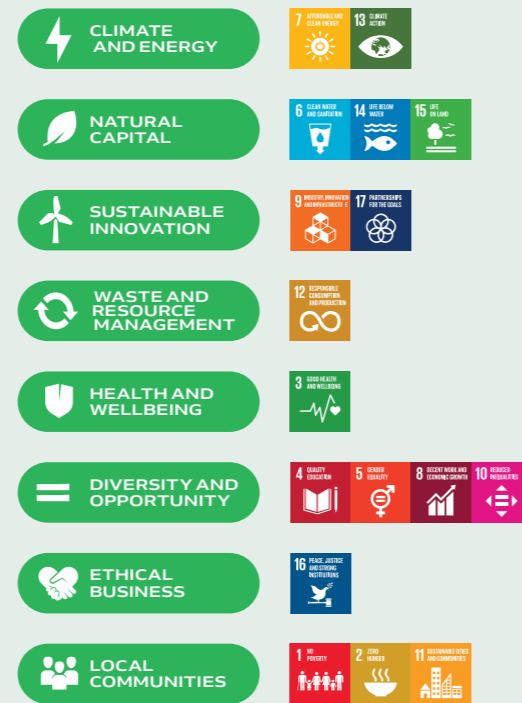 CLIMATE
AND ENERGY
7 AFFORDABLE AND
CLEAN ENERGY
13 CLIMATE
ACTION
NATURAL
CAPITAL
6 CLEAN WATER
AND SANITATION
14 LIFE BELOW
WATER
15 LIFE
ON LAND
SUSTAINABLE
INNOVATION
9 INDUSTRY, INNOVATION
AND INFRASTRUCTURE
17 PARTNERSHIPS
FOR THE GOALS
WASTE AND
RESOURCE
MANAGEMENT
12 RESPONSIBLE
CONSUMPTION
AND PRODUCTION
HEALTH AND
WELLBEING
3 GOOD HEALTH
AND WELLBEING
DIVERSITY AND
OPPORTUNITY
4 QUALITY
EDUCATION
5 GENDER
EQUALITY
8 DECENT WORK AND
ECONOMIC GROWTH
10 REDUCED
INEQUALITIES
ETHICAL
BUSINESS
16 PEACE, JUSTICE
AND STRONG
INSTITUTIONS
LOCAL
COMMUNITIES
1 NO
POVERTY
2 ZERO
HUNGER
11 SUSTAINABLE CITIES
AND COMMUNITIES